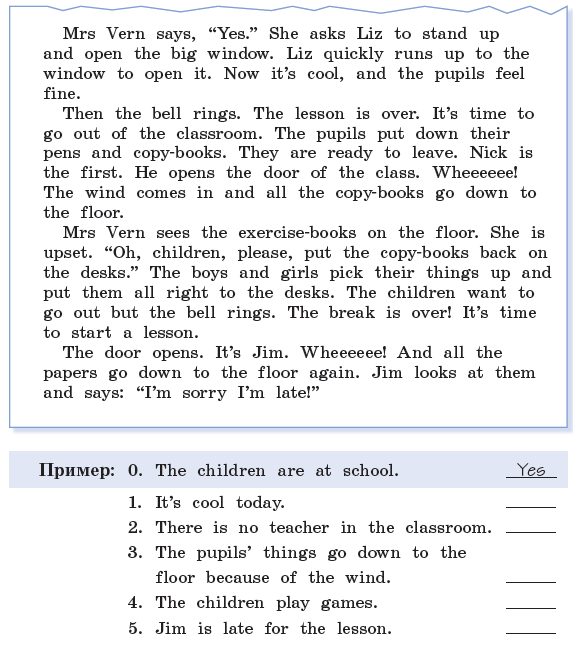 Mrs Vern says, “Yes.” She asks Liz to stand up
and open the big window. Liz quickly runs up to the
window to open it. Now it’s cool, and the pupils feel
fine.
Then the bell rings. The lesson is over. It’s time to
go out of the classroom. The pupils put down their
pens and copy-books. They are ready to leave. Nick is
the first. He opens the door of the class. Wheeeeee!
The wind comes in and all the copy-books go down to
the floor.
Mrs Vern sees the exercise-books on the floor. She is
upset. “Oh, children, please, put the copy-books back on
the desks.” The boys and girls pick their things up and
put them all right to the desks. The children want to
go out but the bell rings. The break is over! It’s time
to start a lesson.
The door opens. It’s Jim. Wheeeeee! And all the
papers go down to the floor again. Jim looks at them
and says: “I’m sorry I’m late!”
Пример: 0. The children are at school. Yes
1. It’s cool today.
2. There is no teacher in the classroom.
3. The pupils’ things go down to the
floor because of the wind.
4. The children play games.
5. Jim is late for the lesson.